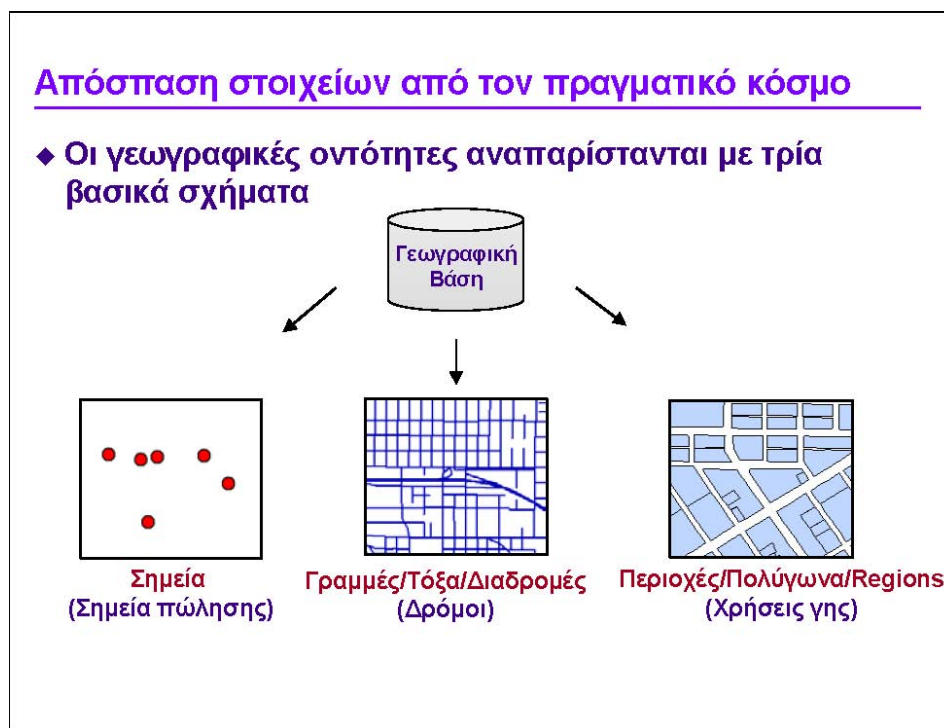 Απόσπαση στοιχείων από τον πραγματικό κόσμο
Οι γεωγραφικές οντότητες αναπαρίστανται με τρία
βασικά σχήματα
Γεωγραφική
Βάση
Σημεία
(Σημεία πώλησης)
Γραμμές/Τόξα/Διαδρομές
(Δρόμοι)
Περιοχές/Πολύγωνα/Regions
(Χρήσεις γης)